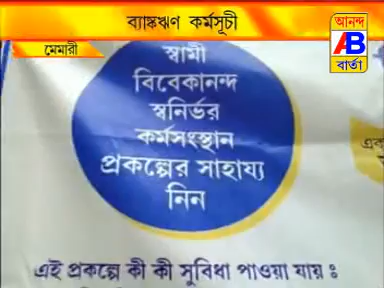 ব্যাঙ্কঋণ কর্মসূচী
আনন্দ
AB
বার্তা
মেমারী
স্বামী
বিবেকানন্দ
স্বনির্ভর
কর্মসংস্থান
প্রকল্পের সাহায্য
নিন
এই প্রকল্পে কী কী সুবিধা পাওয়া যায় ঃ